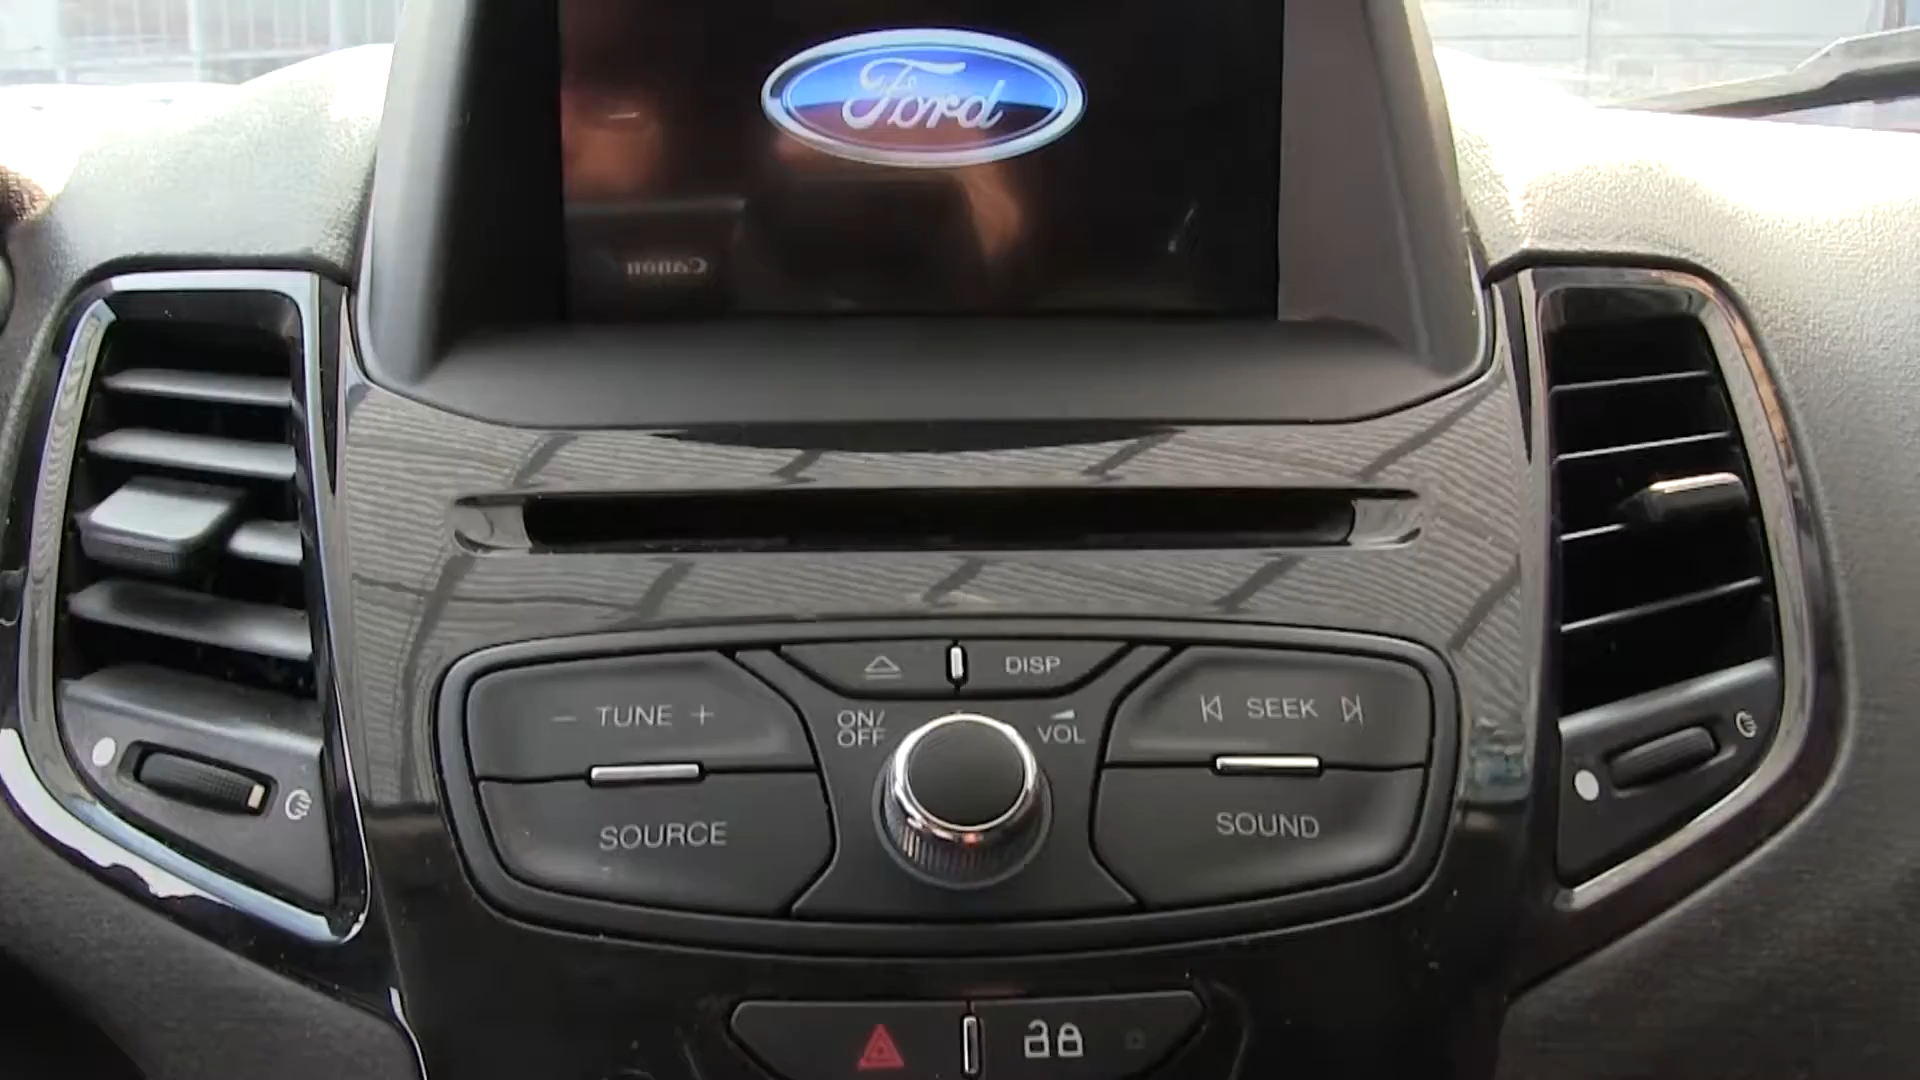 Ford
Canon
DISP
ON/
OFF
VOL
− TUNE +
SEEK
SOURCE
SOUND